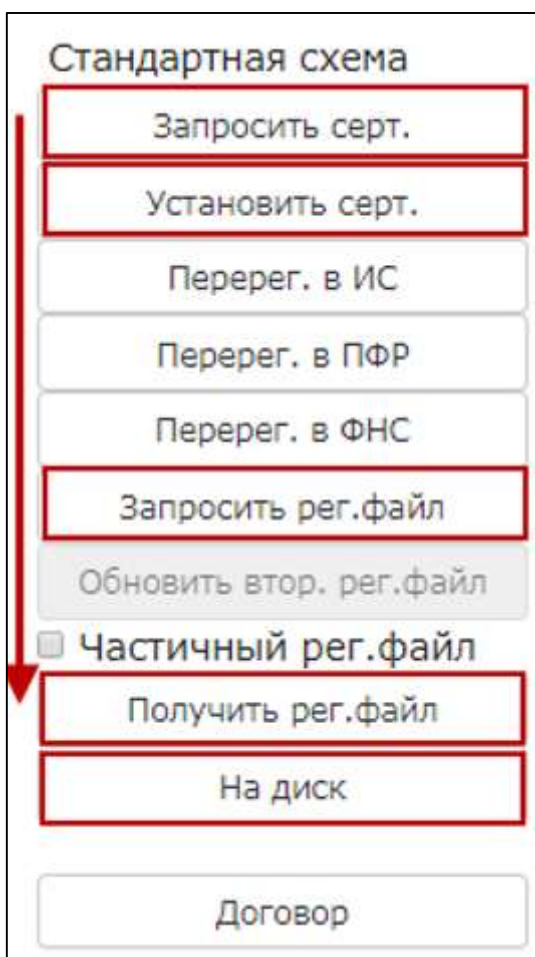 Стандартная схема
Запросить серт.
Установить серт.
Перерег. в ИС
Перерег. в ПФР
Перерег. в ФНС
Запросить рег.файл
Обновить втор. рег.файл
Частичный рег.файл
Получить рег.файл
На диск
Договор